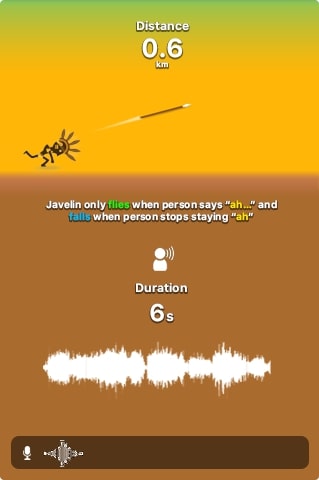 Distance
0.6
km
Javelin only flies when person says "ah..." and
falls when person stops staying "ah"
Duration
6s